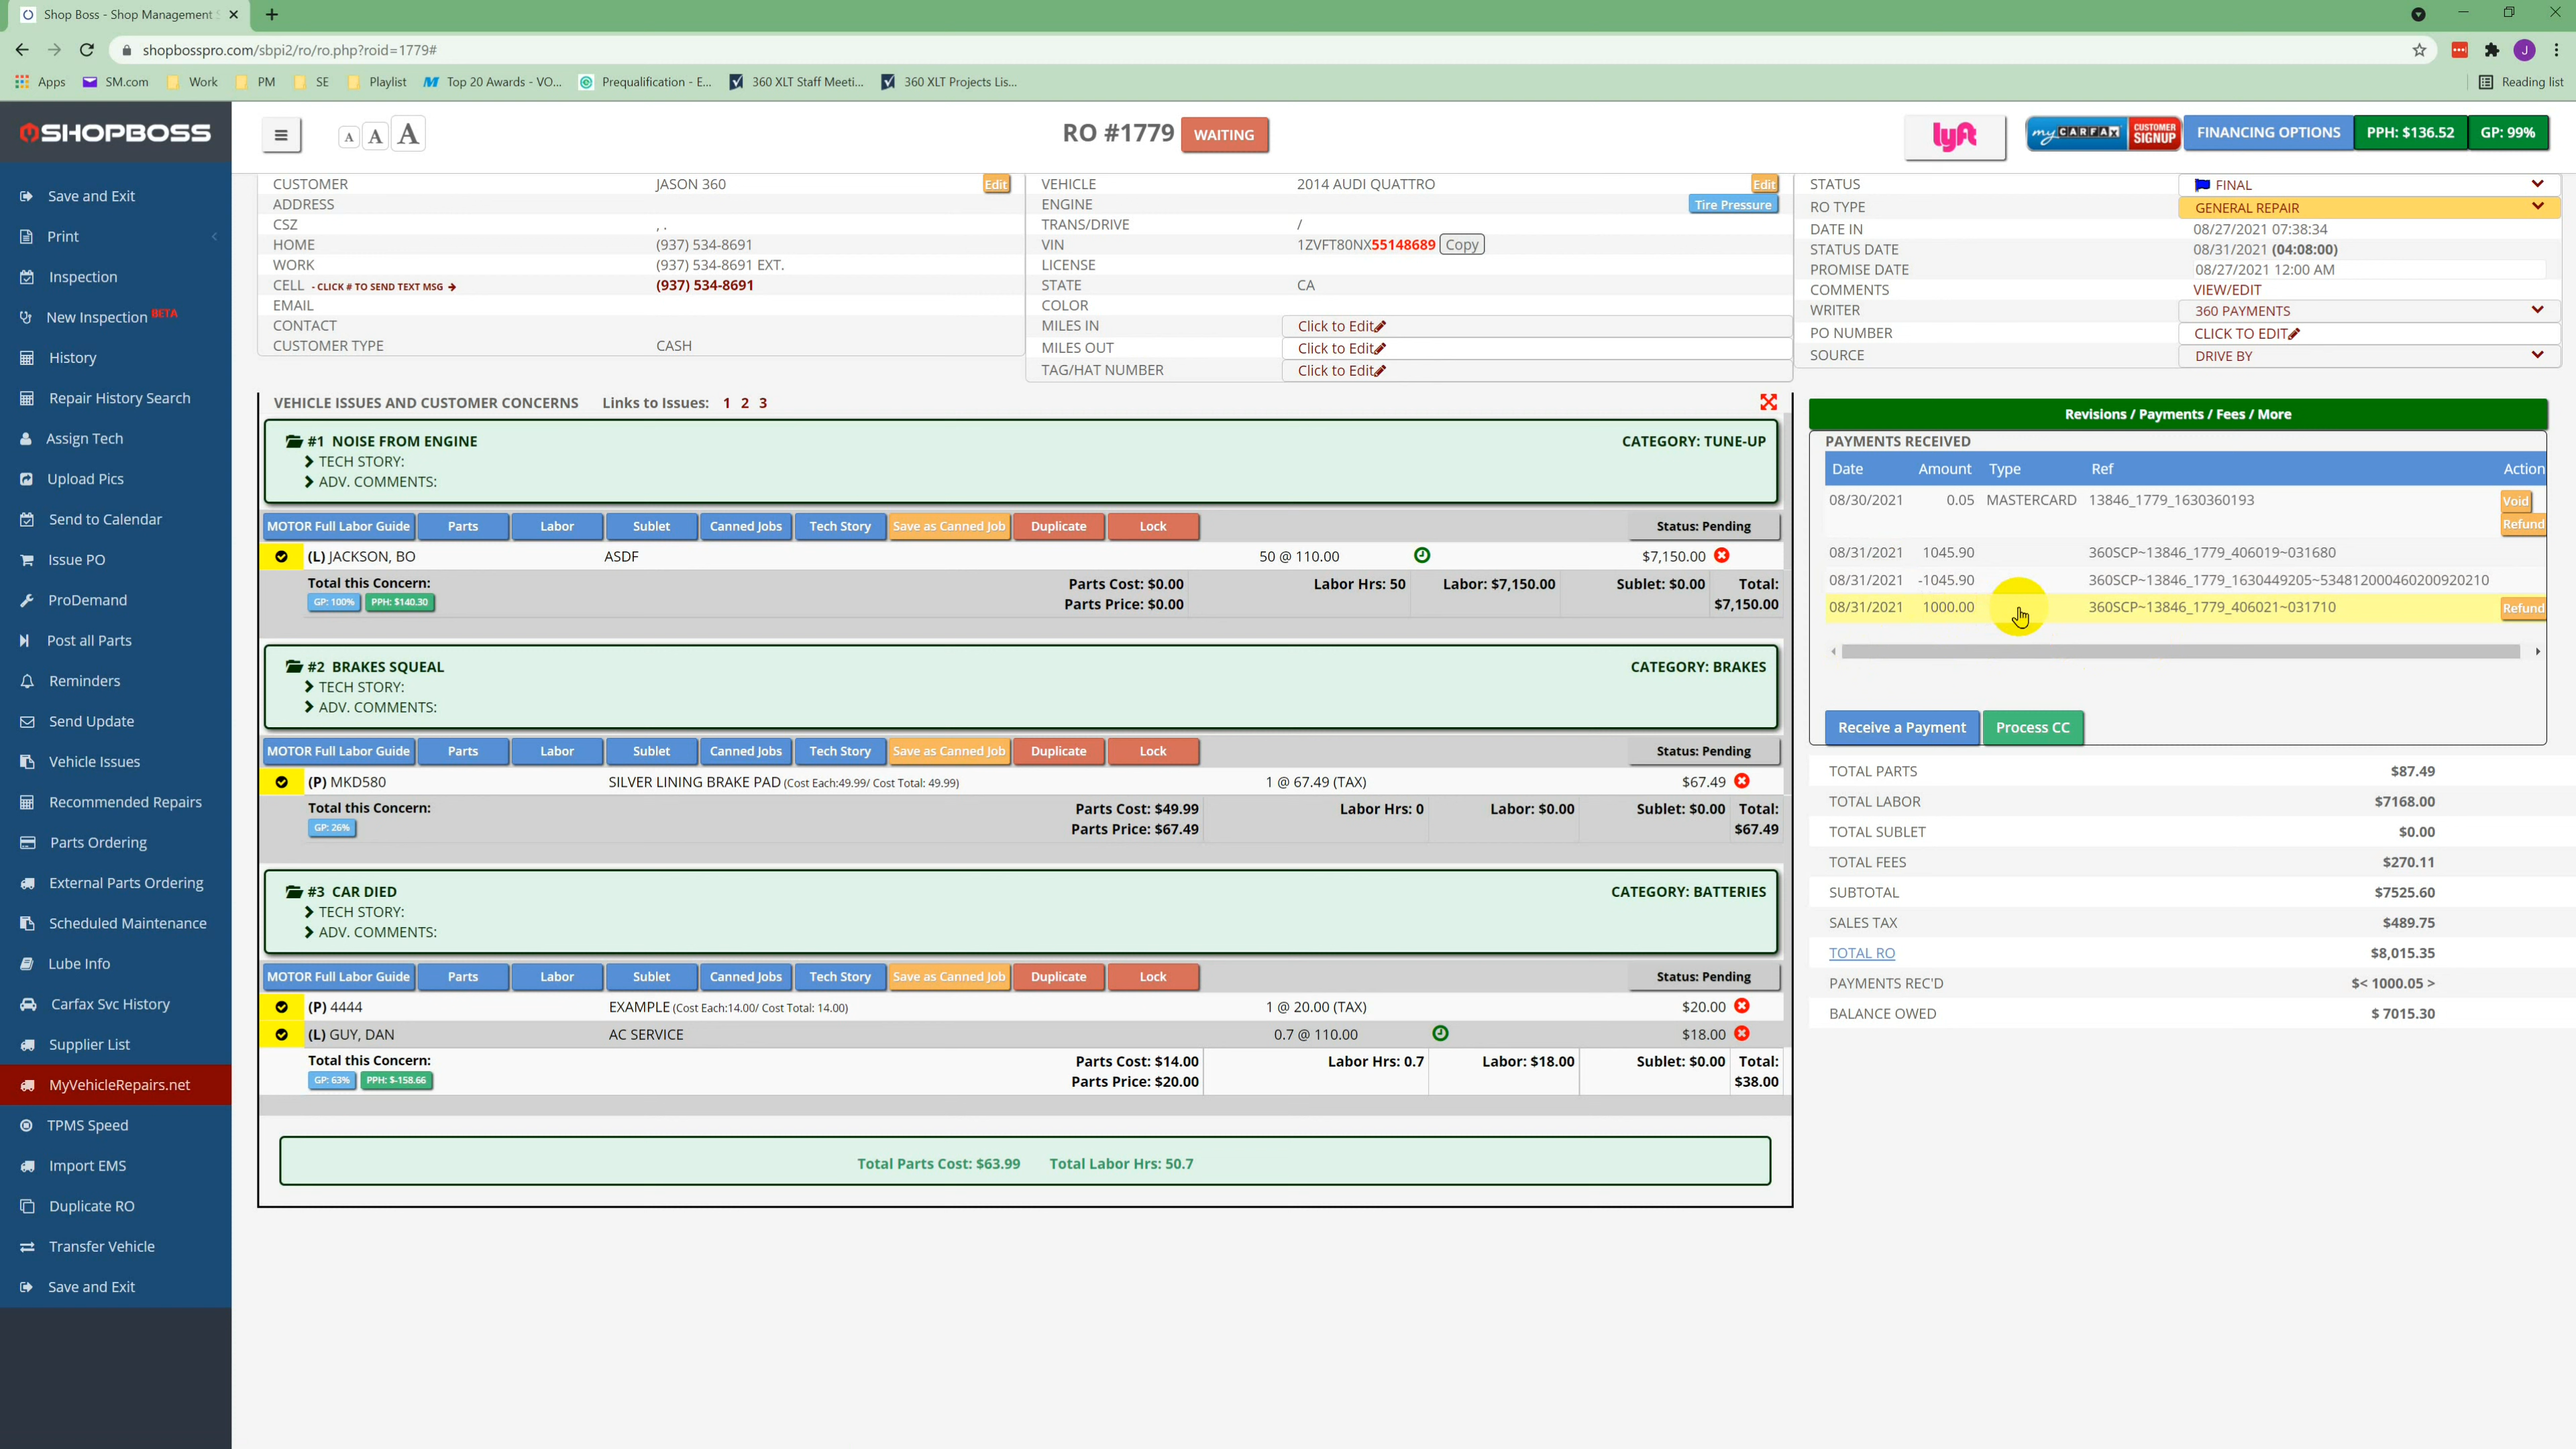 Shop Boss - Shop Management S
shopbosspro.com/sbpi2/ro/ro.php?roid=1779#
Apps SM.com Work PM SE Playlist Top 20 Awards - VO... Prequalification - E... 360 XLT Staff Meeti... 360 XLT Projects Lis... Reading list
SHOPBOSS
A A A
RO #1779 WAITING
lyft
my CARFAX CUSTOMER SIGNUP
FINANCING OPTIONS PPH: $136.52 GP: 99%
Save and Exit
Print
Inspection
New Inspection BETA
History
Repair History Search
Assign Tech
Upload Pics
Send to Calendar
Issue PO
ProDemand
Post all Parts
Reminders
Send Update
Vehicle Issues
Recommended Repairs
Parts Ordering
External Parts Ordering
Scheduled Maintenance
Lube Info
Carfax Svc History
Supplier List
MyVehicleRepairs.net
TPMS Speed
Import EMS
Duplicate RO
Transfer Vehicle
Save and Exit
CUSTOMER JASON 360 Edit
ADDRESS
CSZ , .
HOME (937) 534-8691
WORK (937) 534-8691 EXT.
CELL - CLICK # TO SEND TEXT MSG (937) 534-8691
EMAIL
CONTACT
CUSTOMER TYPE CASH
VEHICLE 2014 AUDI QUATTRO Edit
ENGINE Tire Pressure
TRANS/DRIVE /
VIN 1ZVFT80NX55148689 Copy
LICENSE
STATE CA
COLOR
MILES IN Click to Edit
MILES OUT Click to Edit
TAG/HAT NUMBER Click to Edit
STATUS FINAL
RO TYPE GENERAL REPAIR
DATE IN 08/27/2021 07:38:34
STATUS DATE 08/31/2021 (04:08:00)
PROMISE DATE 08/27/2021 12:00 AM
COMMENTS VIEW/EDIT
WRITER 360 PAYMENTS
PO NUMBER CLICK TO EDIT
SOURCE DRIVE BY
VEHICLE ISSUES AND CUSTOMER CONCERNS Links to Issues: 1 2 3
#1 NOISE FROM ENGINE CATEGORY: TUNE-UP
TECH STORY:
ADV. COMMENTS:
MOTOR Full Labor Guide Parts Labor Sublet Canned Jobs Tech Story Save as Canned Job Duplicate Lock Status: Pending
(L) JACKSON, BO ASDF 50 @ 110.00 $7,150.00
Total this Concern: Parts Cost: $0.00 Labor Hrs: 50 Labor: $7,150.00 Sublet: $0.00 Total:
GP: 100% PPH: $140.30 Parts Price: $0.00 $7,150.00
#2 BRAKES SQUEAL CATEGORY: BRAKES
TECH STORY:
ADV. COMMENTS:
MOTOR Full Labor Guide Parts Labor Sublet Canned Jobs Tech Story Save as Canned Job Duplicate Lock Status: Pending
(P) MKD580 SILVER LINING BRAKE PAD (Cost Each:49.99/ Cost Total: 49.99) 1 @ 67.49 (TAX) $67.49
Total this Concern: Parts Cost: $49.99 Labor Hrs: 0 Labor: $0.00 Sublet: $0.00 Total:
GP: 26% Parts Price: $67.49 $67.49
#3 CAR DIED CATEGORY: BATTERIES
TECH STORY:
ADV. COMMENTS:
MOTOR Full Labor Guide Parts Labor Sublet Canned Jobs Tech Story Save as Canned Job Duplicate Lock Status: Pending
(P) 4444 EXAMPLE (Cost Each:14.00/ Cost Total: 14.00) 1 @ 20.00 (TAX) $20.00
(L) GUY, DAN AC SERVICE 0.7 @ 110.00 $18.00
Total this Concern: Parts Cost: $14.00 Labor Hrs: 0.7 Labor: $18.00 Sublet: $0.00 Total:
GP: 63% PPH: $-158.66 Parts Price: $20.00 $38.00
Total Parts Cost: $63.99 Total Labor Hrs: 50.7
Revisions / Payments / Fees / More
PAYMENTS RECEIVED
Date Amount Type Ref Action
08/30/2021 0.05 MASTERCARD 13846_1779_1630360193 Void
Refund
08/31/2021 1045.90 360SCP~13846_1779_406019~031680
08/31/2021 -1045.90 360SCP~13846_1779_1630449205~534812000460200920210
08/31/2021 1000.00 360SCP~13846_1779_406021~031710 Refund
Receive a Payment Process CC
TOTAL PARTS $87.49
TOTAL LABOR $7168.00
TOTAL SUBLET $0.00
TOTAL FEES $270.11
SUBTOTAL $7525.60
SALES TAX $489.75
TOTAL RO $8,015.35
PAYMENTS REC'D $< 1000.05 >
BALANCE OWED $ 7015.30
J